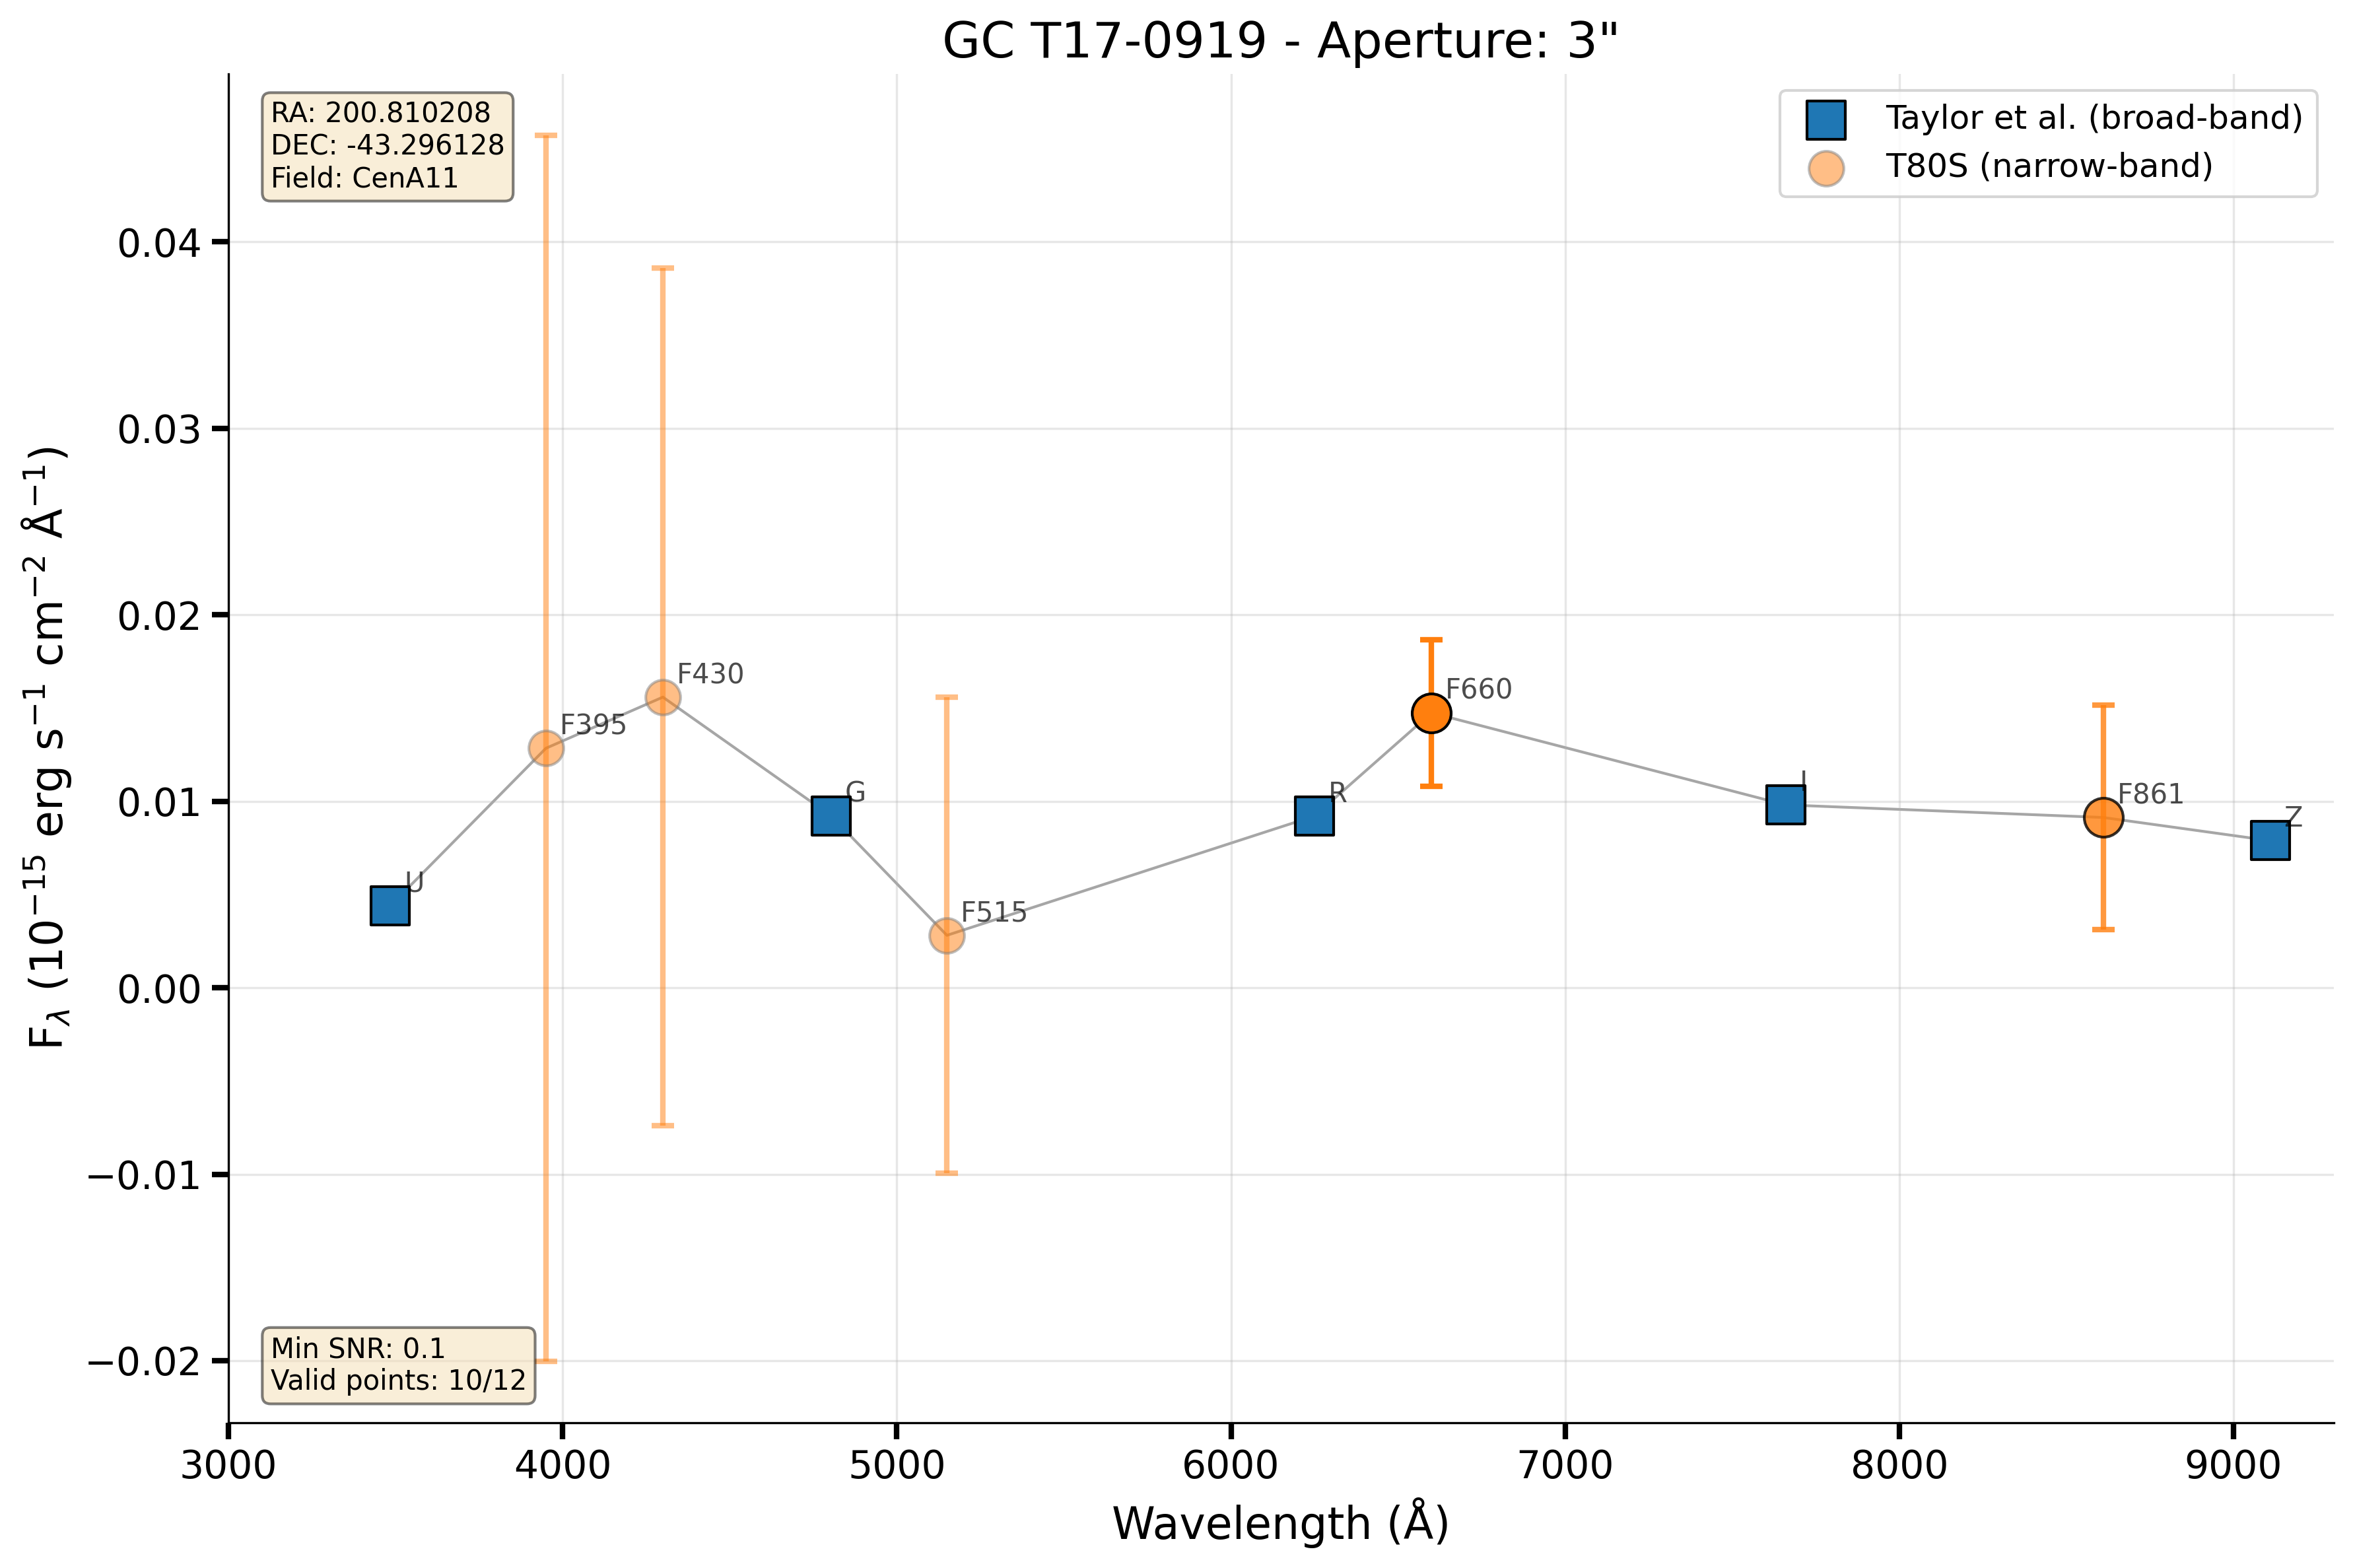 GC T17-0919 - Aperture: 3"
RA: 200.810208
DEC: -43.296128
Field: CenA11
Taylor et al. (broad-band)
T80S (narrow-band)
0.04
0.03
0.02
0.01
0.00
−0.01
−0.02
F_λ (10⁻¹⁵ erg s⁻¹ cm⁻² Å⁻¹)
U
F395
F430
G
F515
R
F660
I
F861
Z
Min SNR: 0.1
Valid points: 10/12
3000 4000 5000 6000 7000 8000 9000
Wavelength (Å)